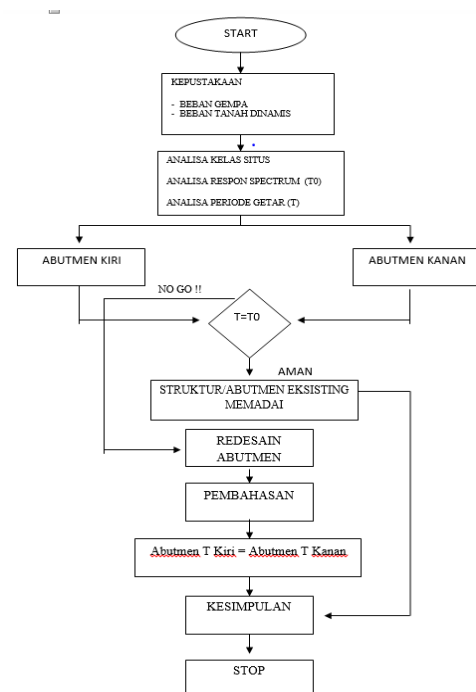 START
KEPUSTAKAAN
- BEBAN GEMPA
- BEBAN TANAH DINAMIS
ANALISA KELAS SITUS
ANALISA RESPON SPECTRUM (T0)
ANALISA PERIODE GETAR (T)
ABUTMEN KIRI
ABUTMEN KANAN
NO GO !!
T=T0
AMAN
STRUKTUR/ABUTMEN EKSISTING
MEMADAI
REDESAIN
ABUTMEN
PEMBAHASAN
Abutmen T Kiri = Abutmen T Kanan
KESIMPULAN
STOP